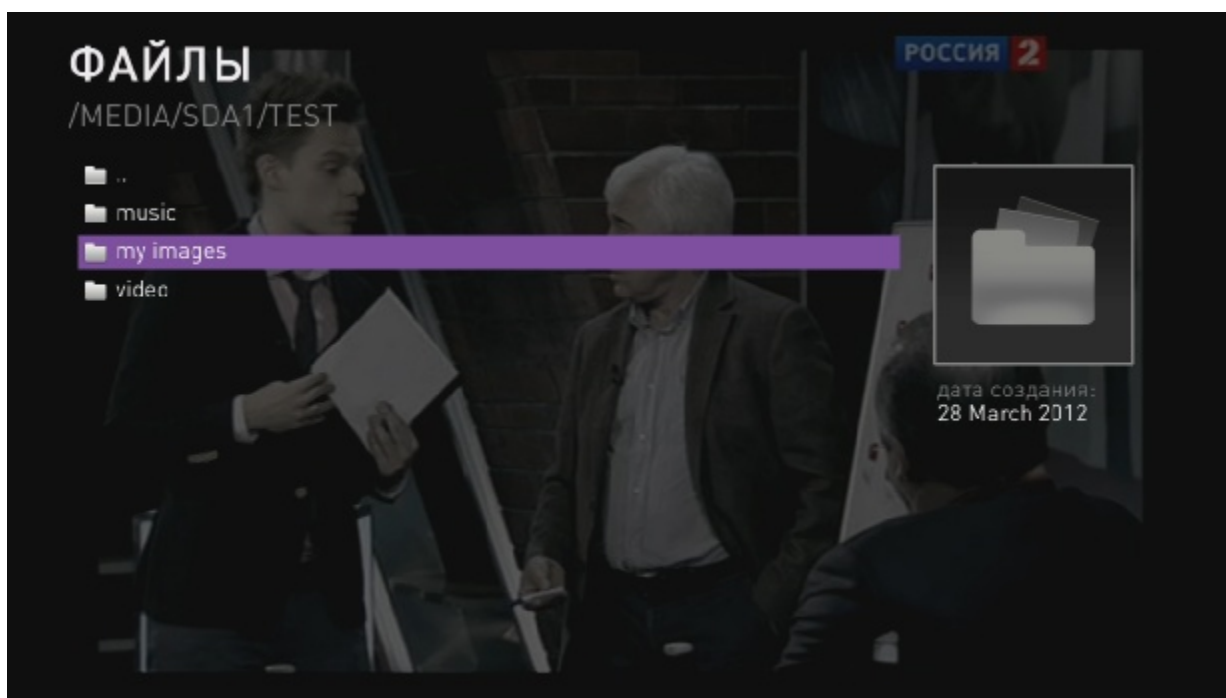 ФАЙЛЫ
РОССИЯ 2
/MEDIA/SDA1/TEST
..
music
my images
video
дата создания:
28 March 2012